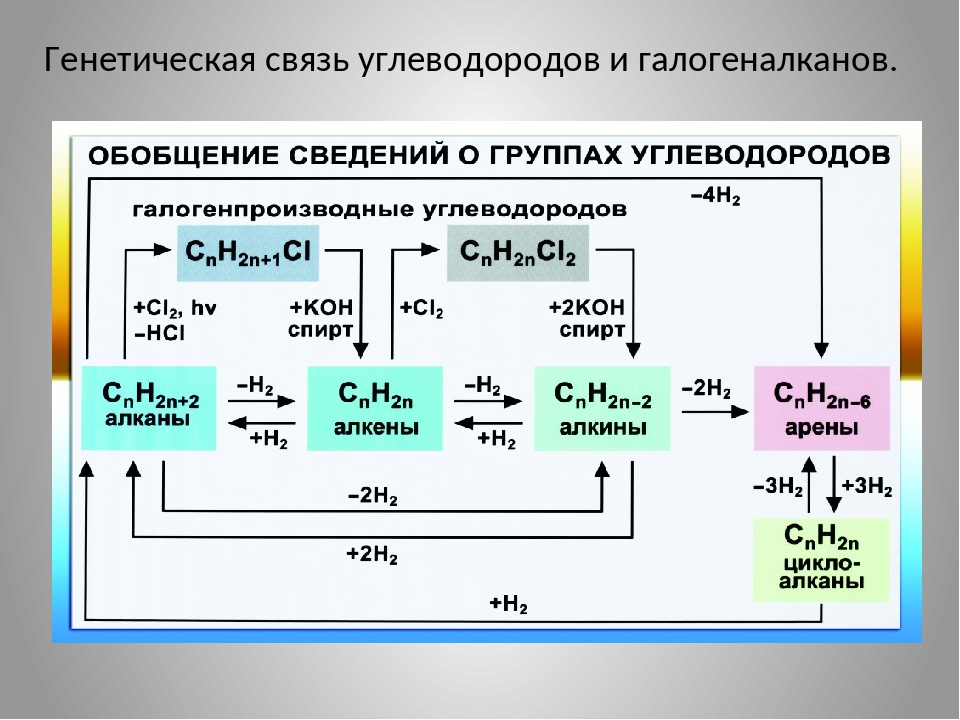 Генетическая связь углеводородов и галогеналканов.
ОБОБЩЕНИЕ СВЕДЕНИЙ О ГРУППАХ УГЛЕВОДОРОДОВ
–4H₂
галогенпроизводные углеводородов
CₙH₂ₙ₊₁Cl
CₙH₂ₙCl₂
+Cl₂, hν
–HCl
+KOH
спирт
+Cl₂
+2KOH
спирт
CₙH₂ₙ₊₂
алканы
–H₂
+H₂
CₙH₂ₙ
алкены
–H₂
+H₂
CₙH₂ₙ₋₂
алкины
–2H₂
CₙH₂ₙ₋₆
арены
–2H₂
+2H₂
–3H₂
+3H₂
CₙH₂ₙ
цикло-
алканы
+H₂